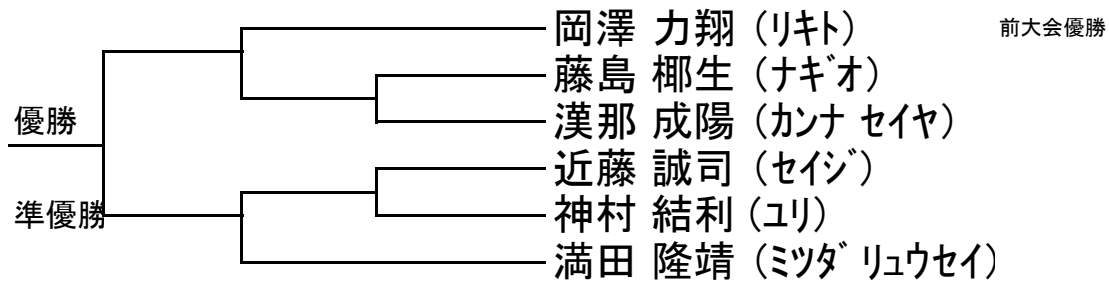 岡澤 力翔 (リキト) 前大会優勝
藤島 椰生 (ナギオ)
漢那 成陽 (カンナ セイヤ)
優勝
近藤 誠司 (セイジ)
準優勝
神村 結利 (ユリ)
満田 隆靖 (ミツダ リュウセイ)